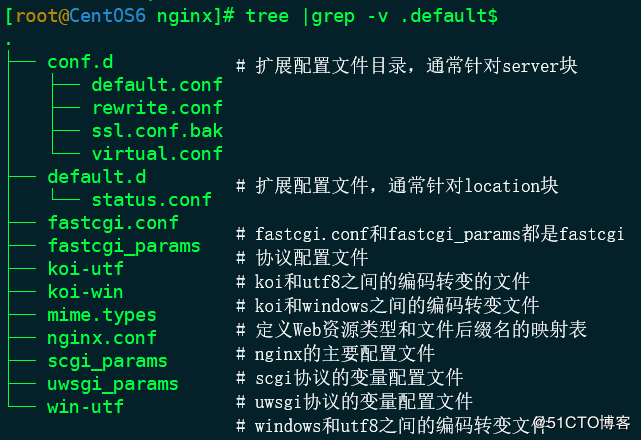 [root@CentOS6 nginx]# tree |grep -v .default$
.
├── conf.d # 扩展配置文件目录，通常针对server块
│   ├── default.conf
│   ├── rewrite.conf
│   ├── ssl.conf.bak
│   └── virtual.conf
├── default.d # 扩展配置文件，通常针对location块
│   └── status.conf
├── fastcgi.conf # fastcgi.conf和fastcgi_params都是fastcgi
├── fastcgi_params # 协议配置文件
├── koi-utf # koi和utf8之间的编码转变的文件
├── koi-win # koi和windows之间的编码转变文件
├── mime.types # 定义Web资源类型和文件后缀名的映射表
├── nginx.conf # nginx的主要配置文件
├── scgi_params # scgi协议的变量配置文件
├── uwsgi_params # uwsgi协议的变量配置文件
└── win-utf # windows和utf8之间的编码转变文件
@51CTO博客